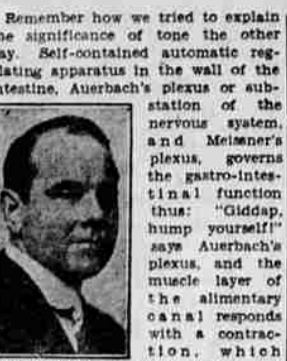 Remember how we tried to explain
he significance of tone the other
ay. Self-contained automatic reg-
lating apparatus in the wall of the
ntestine, Auerbach's plexus or sub-
station of the
nervous system,
and Meissner's
plexus, governs
the gastro-intes-
tinal function
thus: "Giddap,
hump yourself!"
says Auerbach's
plexus, and the
muscle layer of
the alimentary
canal responds
with a contrac-
tion, which